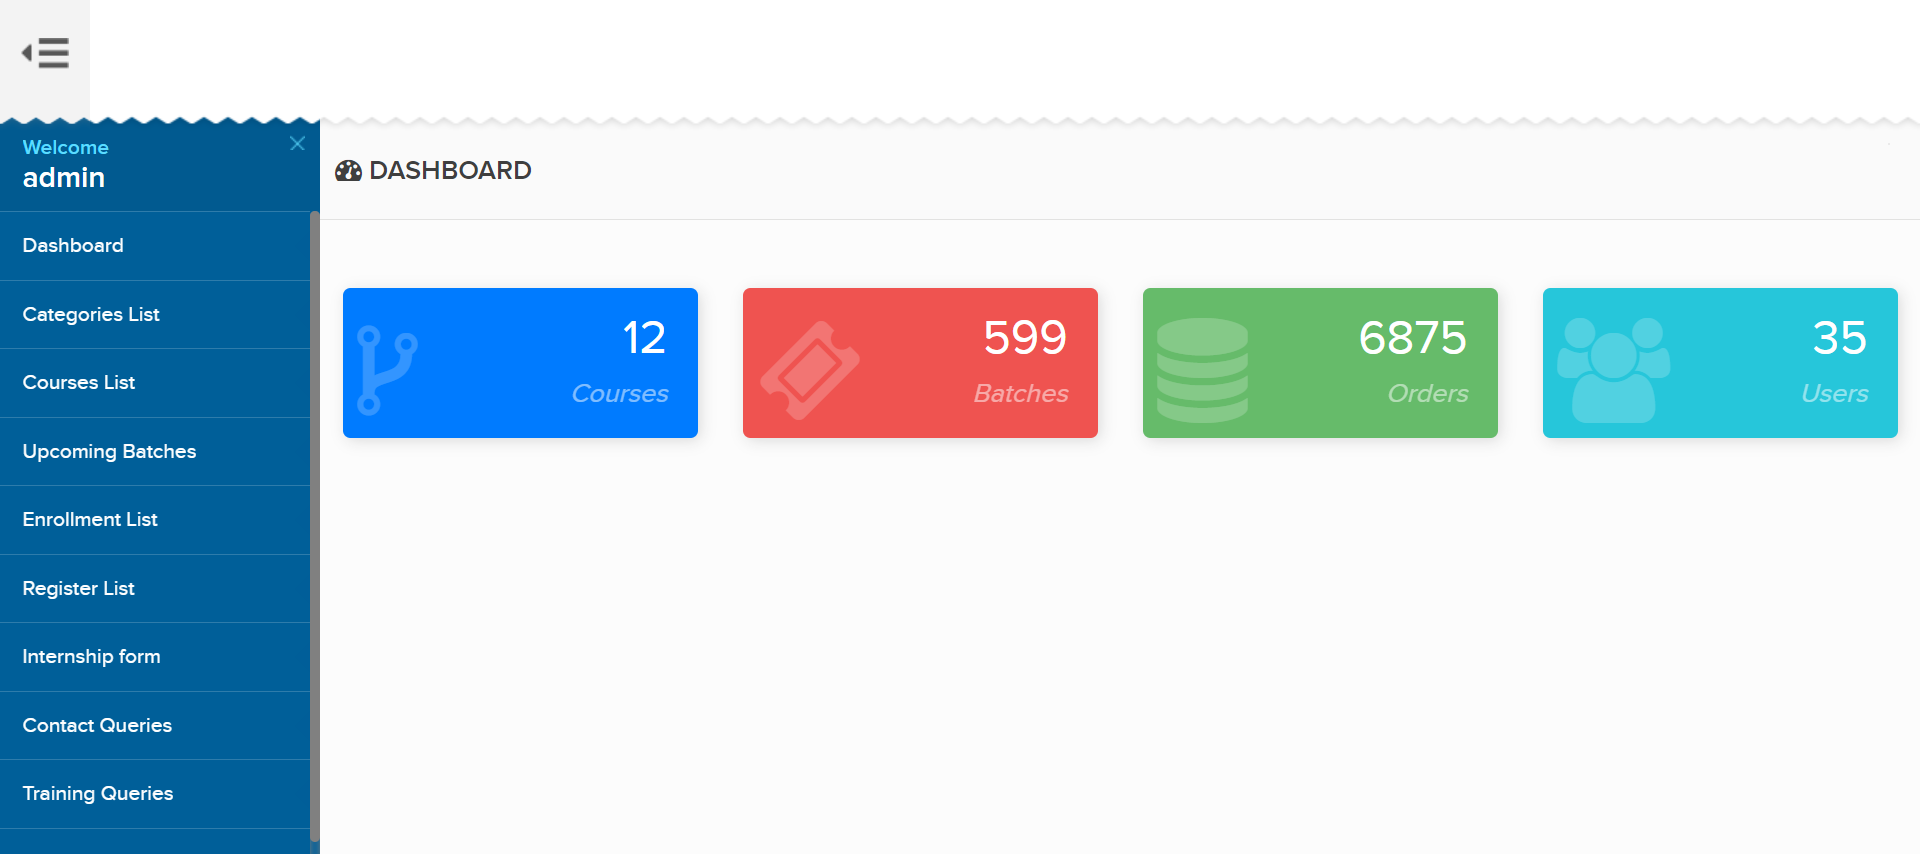 Welcome
admin
Dashboard
Categories List
Courses List
Upcoming Batches
Enrollment List
Register List
Internship form
Contact Queries
Training Queries
DASHBOARD
12
Courses
599
Batches
6875
Orders
35
Users